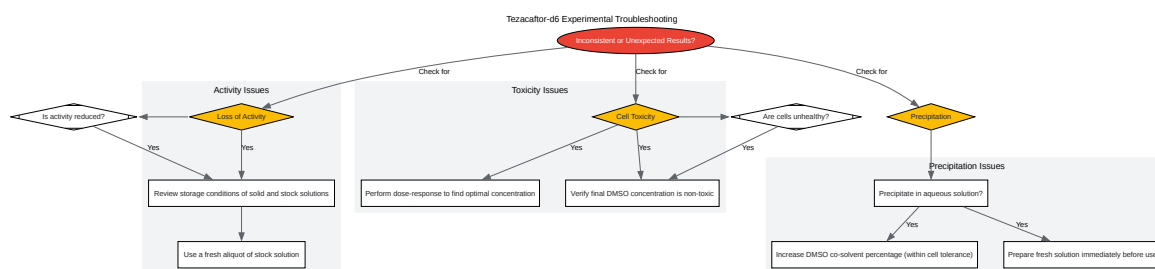 Tezacaftor-d6 Experimental Troubleshooting
Inconsistent or Unexpected Results?
Check for
Check for
Check for
Activity Issues
Toxicity Issues
Is activity reduced?
Loss of Activity
Cell Toxicity
Are cells unhealthy?
Precipitation
Yes
Yes
Yes
Yes
Yes
Precipitation Issues
Review storage conditions of solid and stock solutions
Perform dose-response to find optimal concentration
Verify final DMSO concentration is non-toxic
Precipitate in aqueous solution?
Yes
Yes
Use a fresh aliquot of stock solution
Increase DMSO co-solvent percentage (within cell tolerance)
Prepare fresh solution immediately before use